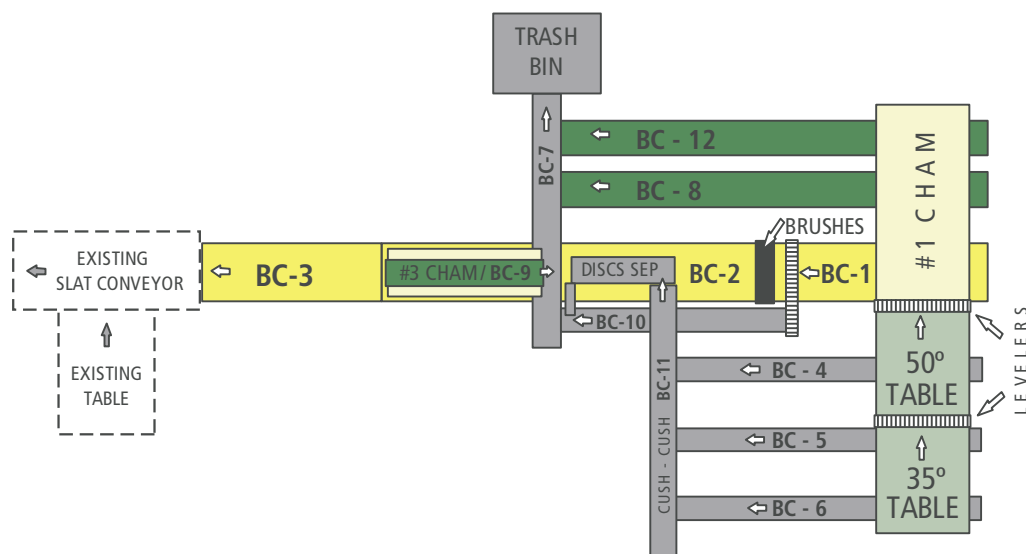 TRASH
BIN
BC-7
BC - 12
BC - 8
#1 CHAM
BRUSHES
EXISTING
SLAT CONVEYOR
BC-3
#3 CHAM/ BC-9
DISCS SEP
BC-2
BC-1
BC-10
EXISTING
TABLE
CUSH - CUSH BC-11
BC - 4
50º
TABLE
LEVELERS
BC - 5
35º
TABLE
BC - 6